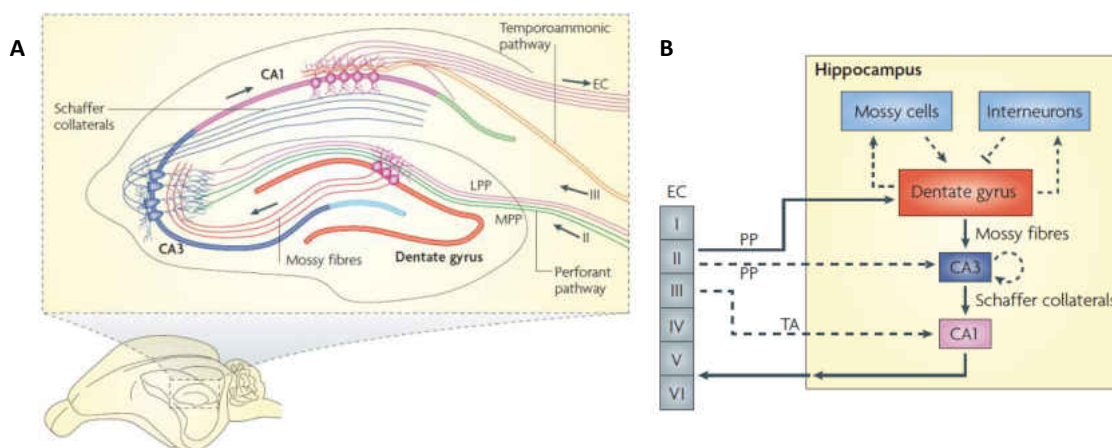 A
Temporoammonic
pathway
CA1
EC
Schaffer
collaterals
LPP
III
MPP
II
CA3
Mossy fibres
Dentate gyrus
Perforant
pathway
B
Hippocampus
Mossy cells
Interneurons
EC
Dentate gyrus
I
PP
Mossy fibres
II
CA3
PP
III
Schaffer collaterals
IV
TA
CA1
V
VI